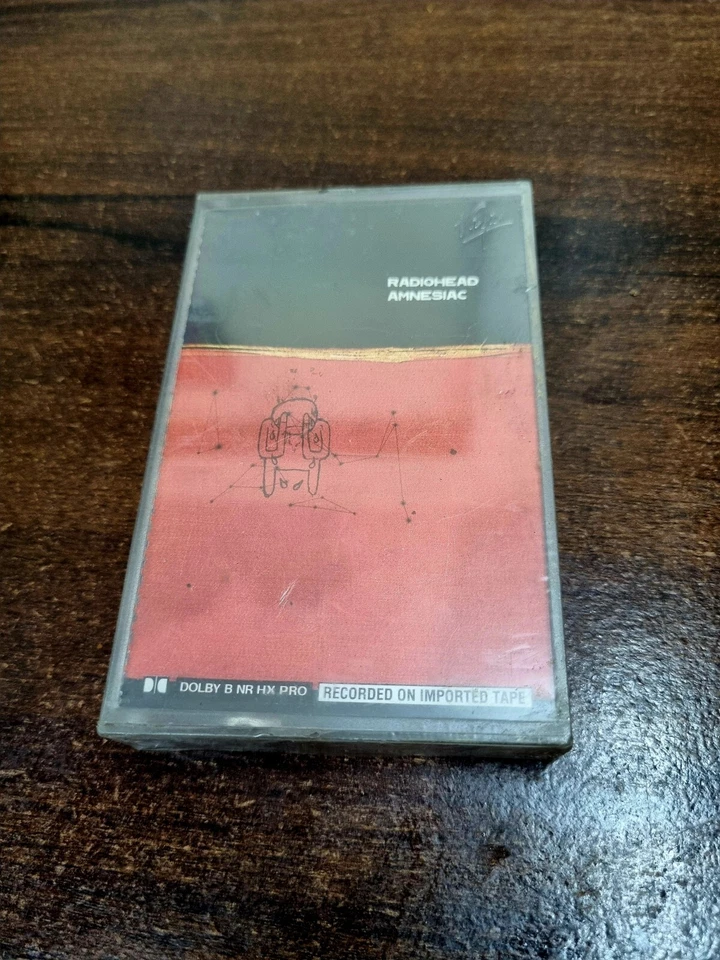 RADIOHEAD
AMNESIAC
DOLBY B NR HX PRO
RECORDED ON IMPORTED TAPE